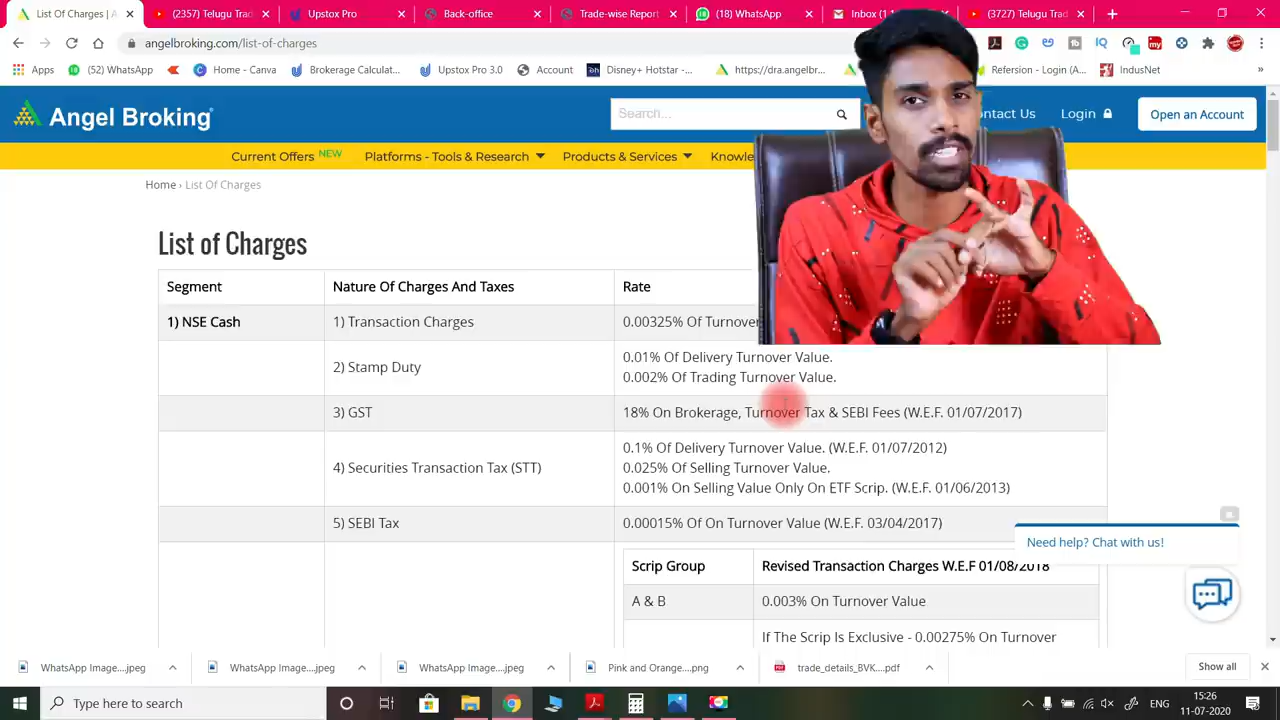 List Of Charges | A
(2357) Telugu Trad
Upstox Pro
Back-office
Trade-wise Report
(18) WhatsApp
Inbox (1,1
(3727) Telugu Trad
angelbroking.com/list-of-charges
Apps
(52) WhatsApp
Home - Canva
Brokerage Calculat...
Upstox Pro 3.0
Account
Disney+ Hotstar -...
https://dra.angelbr...
Refersion - Login (A...
IndusNet
Angel Broking
Search...
ntact Us
Login
Open an Account
Current Offers NEW
Platforms - Tools & Research
Products & Services
Knowle
Home › List Of Charges
List of Charges
Segment
Nature Of Charges And Taxes
Rate
1) NSE Cash
1) Transaction Charges
0.00325% Of Turnover
2) Stamp Duty
0.01% Of Delivery Turnover Value.
0.002% Of Trading Turnover Value.
3) GST
18% On Brokerage, Turnover Tax & SEBI Fees (W.E.F. 01/07/2017)
4) Securities Transaction Tax (STT)
0.1% Of Delivery Turnover Value. (W.E.F. 01/07/2012)
0.025% Of Selling Turnover Value.
0.001% On Selling Value Only On ETF Scrip. (W.E.F. 01/06/2013)
5) SEBI Tax
0.00015% Of On Turnover Value (W.E.F. 03/04/2017)
Scrip Group
Revised Transaction Charges W.E.F 01/08/2018
A & B
0.003% On Turnover Value
If The Scrip Is Exclusive - 0.00275% On Turnover
Need help? Chat with us!
WhatsApp Image....jpeg
WhatsApp Image....jpeg
WhatsApp Image....jpeg
Pink and Orange....png
trade_details_BVK....pdf
Show all
Type here to search
ENG
15:26
11-07-2020